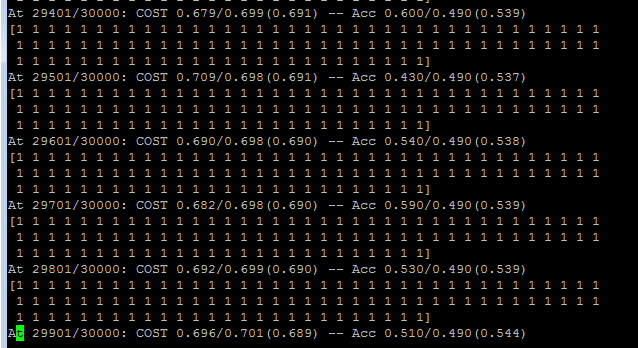 At 29401/30000: COST 0.679/0.699(0.691) -- Acc 0.600/0.490(0.539)
[1 1 1 1 1 1 1 1 1 1 1 1 1 1 1 1 1 1 1 1 1 1 1 1 1 1 1 1 1 1 1 1 1 1 1 1 1
1 1 1 1 1 1 1 1 1 1 1 1 1 1 1 1 1 1 1 1 1 1 1 1 1 1 1 1 1 1 1 1 1 1 1 1 1
1 1 1 1 1 1 1 1 1 1 1 1 1 1 1 1 1 1 1 1 1 1 1 1 1 1]
At 29501/30000: COST 0.709/0.698(0.691) -- Acc 0.430/0.490(0.537)
[1 1 1 1 1 1 1 1 1 1 1 1 1 1 1 1 1 1 1 1 1 1 1 1 1 1 1 1 1 1 1 1 1 1 1 1 1
1 1 1 1 1 1 1 1 1 1 1 1 1 1 1 1 1 1 1 1 1 1 1 1 1 1 1 1 1 1 1 1 1 1 1 1 1
1 1 1 1 1 1 1 1 1 1 1 1 1 1 1 1 1 1 1 1 1 1 1 1 1 1]
At 29601/30000: COST 0.690/0.698(0.690) -- Acc 0.540/0.490(0.538)
[1 1 1 1 1 1 1 1 1 1 1 1 1 1 1 1 1 1 1 1 1 1 1 1 1 1 1 1 1 1 1 1 1 1 1 1 1
1 1 1 1 1 1 1 1 1 1 1 1 1 1 1 1 1 1 1 1 1 1 1 1 1 1 1 1 1 1 1 1 1 1 1 1 1
1 1 1 1 1 1 1 1 1 1 1 1 1 1 1 1 1 1 1 1 1 1 1 1 1 1]
At 29701/30000: COST 0.682/0.698(0.690) -- Acc 0.590/0.490(0.539)
[1 1 1 1 1 1 1 1 1 1 1 1 1 1 1 1 1 1 1 1 1 1 1 1 1 1 1 1 1 1 1 1 1 1 1 1 1
1 1 1 1 1 1 1 1 1 1 1 1 1 1 1 1 1 1 1 1 1 1 1 1 1 1 1 1 1 1 1 1 1 1 1 1 1
1 1 1 1 1 1 1 1 1 1 1 1 1 1 1 1 1 1 1 1 1 1 1 1 1 1]
At 29801/30000: COST 0.692/0.699(0.690) -- Acc 0.530/0.490(0.539)
[1 1 1 1 1 1 1 1 1 1 1 1 1 1 1 1 1 1 1 1 1 1 1 1 1 1 1 1 1 1 1 1 1 1 1 1 1
1 1 1 1 1 1 1 1 1 1 1 1 1 1 1 1 1 1 1 1 1 1 1 1 1 1 1 1 1 1 1 1 1 1 1 1 1
1 1 1 1 1 1 1 1 1 1 1 1 1 1 1 1 1 1 1 1 1 1 1 1 1 1]
At 29901/30000: COST 0.696/0.701(0.689) -- Acc 0.510/0.490(0.544)